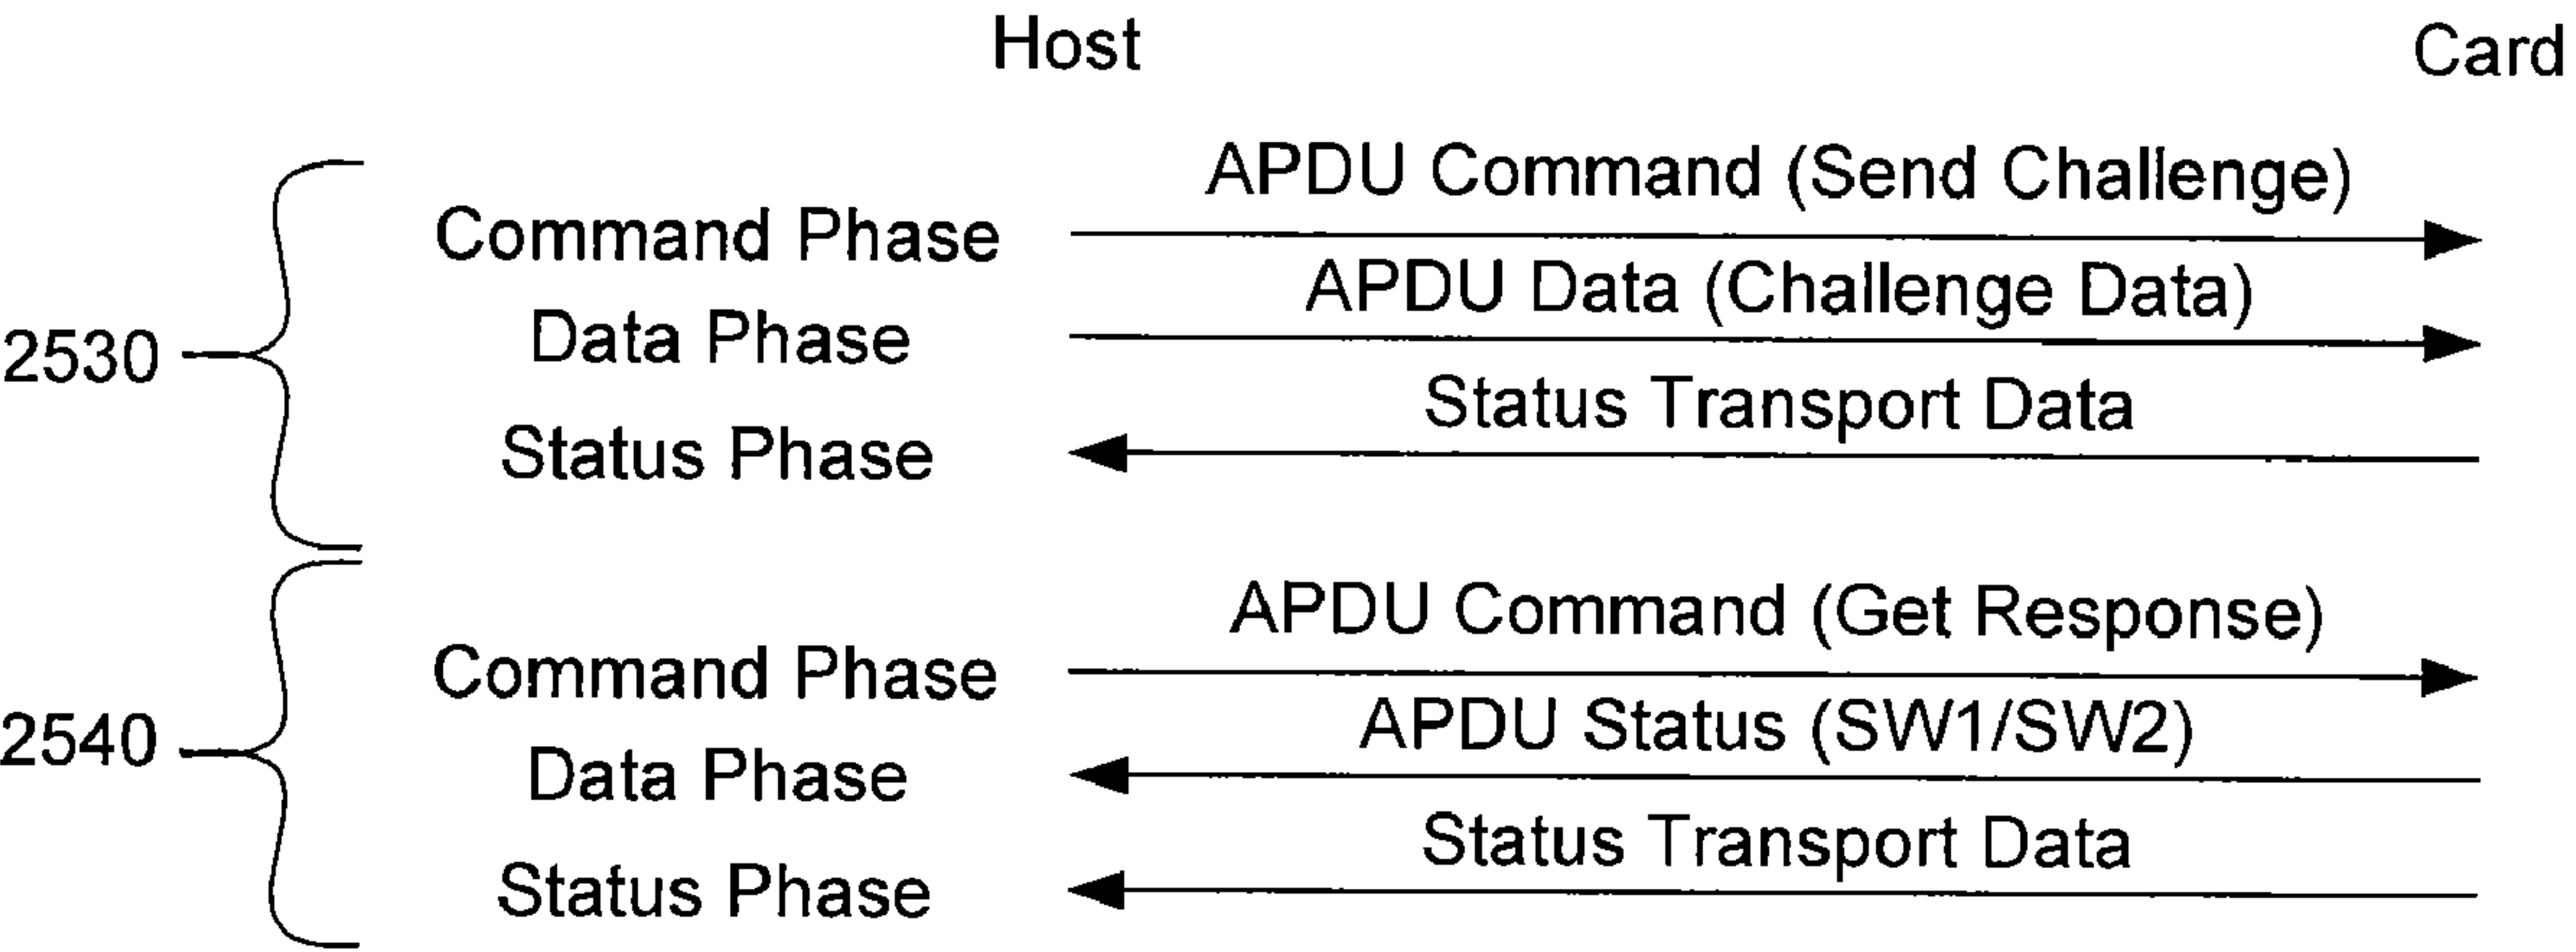 Host Card
APDU Command (Send Challenge)
Command Phase
APDU Data (Challenge Data)
Data Phase
2530
Status Transport Data
Status Phase
APDU Command (Get Response)
Command Phase
APDU Status (SW1/SW2)
2540
Data Phase
Status Transport Data
Status Phase